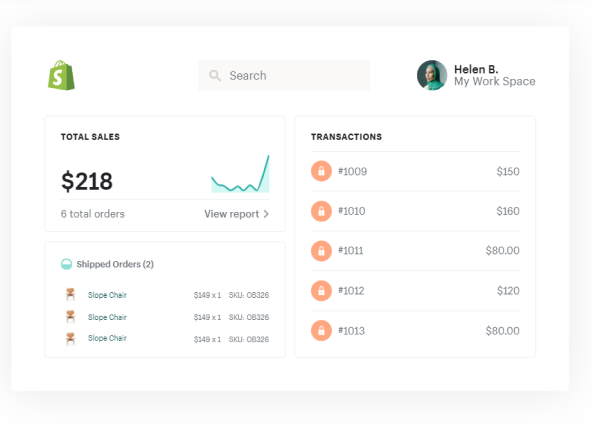 S
Search
Helen B.
My Work Space
TOTAL SALES
$218
6 total orders
View report >
Shipped Orders (2)
Slope Chair $149 x 1 SKU: OB326
Slope Chair $149 x 1 SKU: OB326
Slope Chair $149 x 1 SKU: OB326
TRANSACTIONS
#1009 $150
#1010 $160
#1011 $80.00
#1012 $120
#1013 $80.00